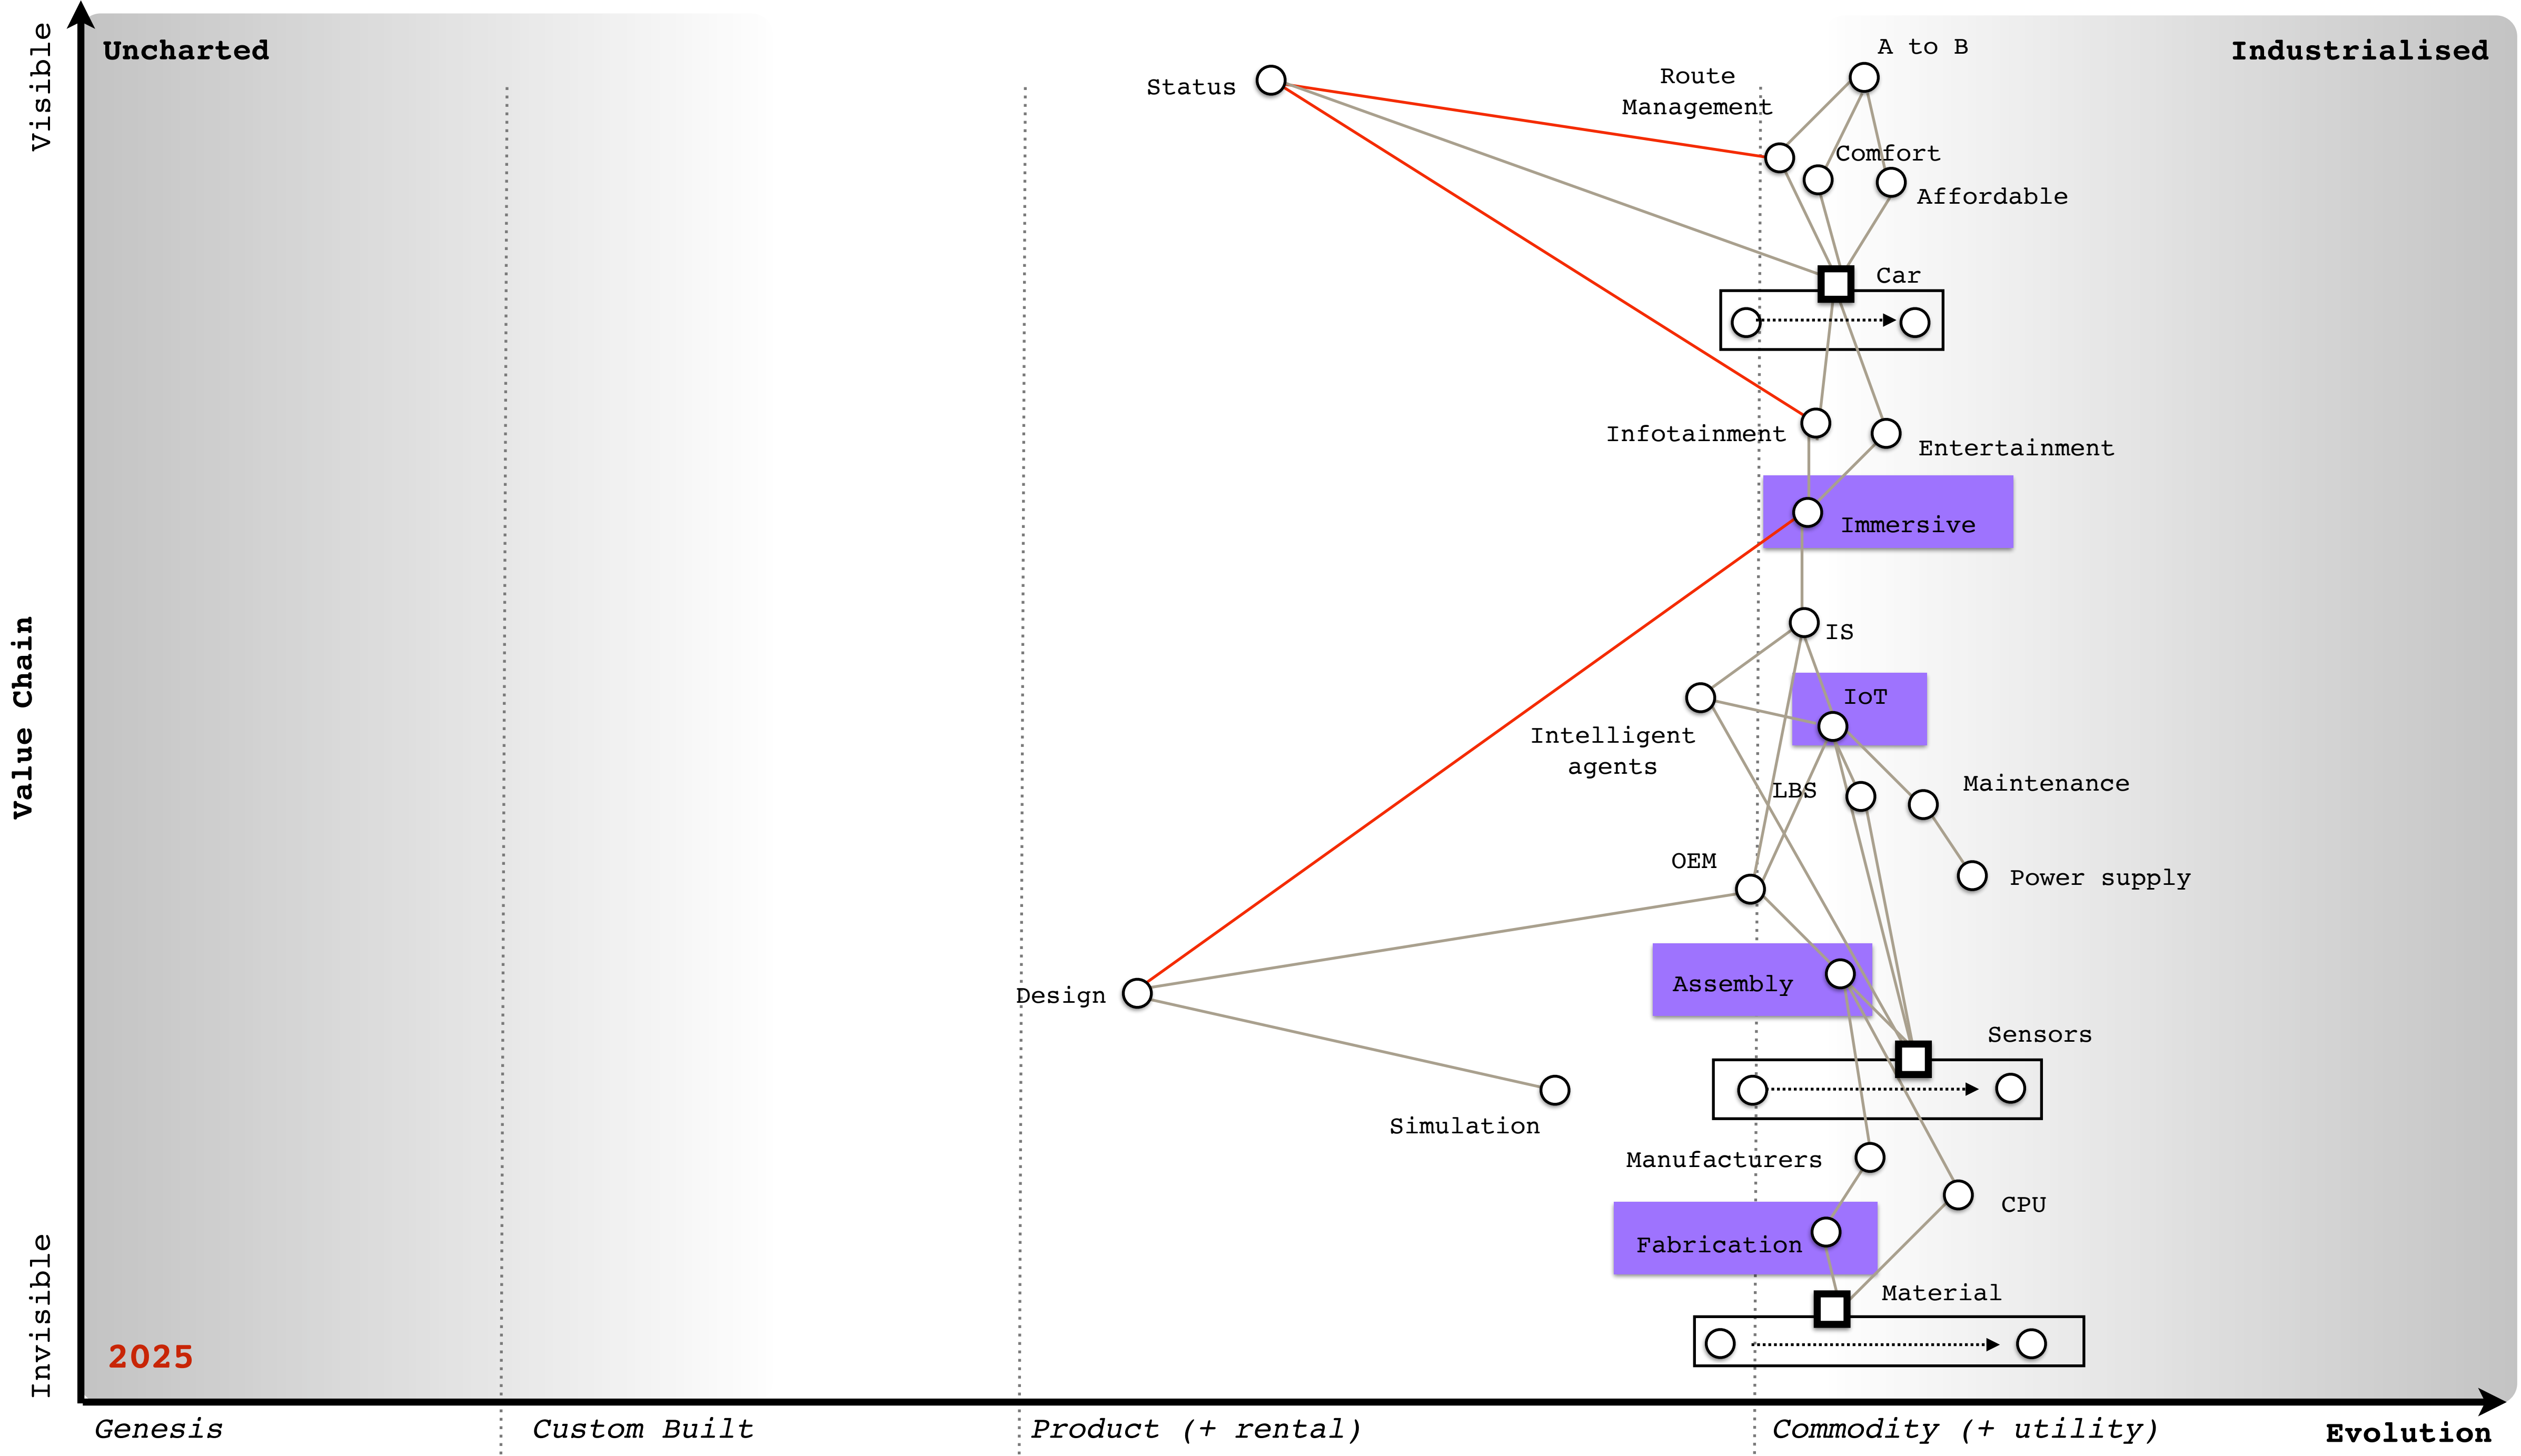 Visible
Value Chain
Invisible
Uncharted
Industrialised
A to B
Status
Route
Management
Comfort
Affordable
Car
Infotainment
Entertainment
Immersive
IS
IoT
Intelligent
agents
LBS
Maintenance
OEM
Power supply
Assembly
Design
Sensors
Simulation
Manufacturers
CPU
Fabrication
Material
2025
Genesis
Custom Built
Product (+ rental)
Commodity (+ utility)
Evolution